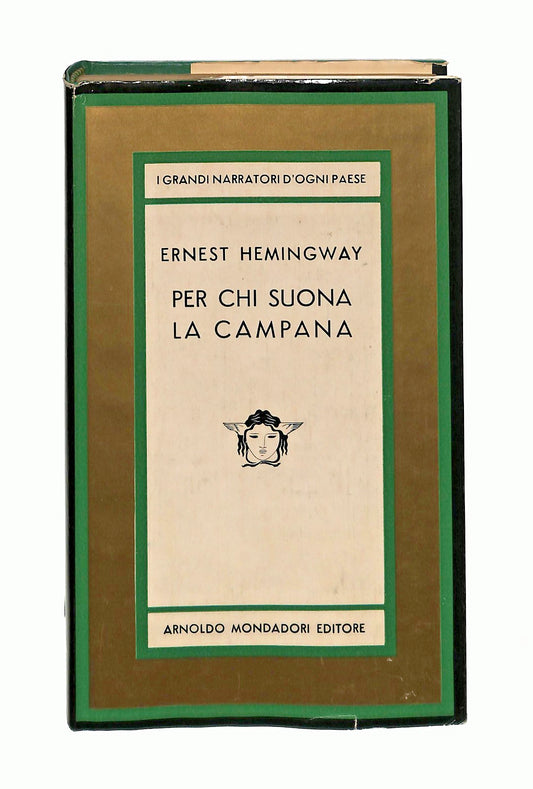 I GRANDI NARRATORI D'OGNI PAESE
ERNEST HEMINGWAY
PER CHI SUONA
LA CAMPANA
ARNOLDO MONDADORI EDITORE